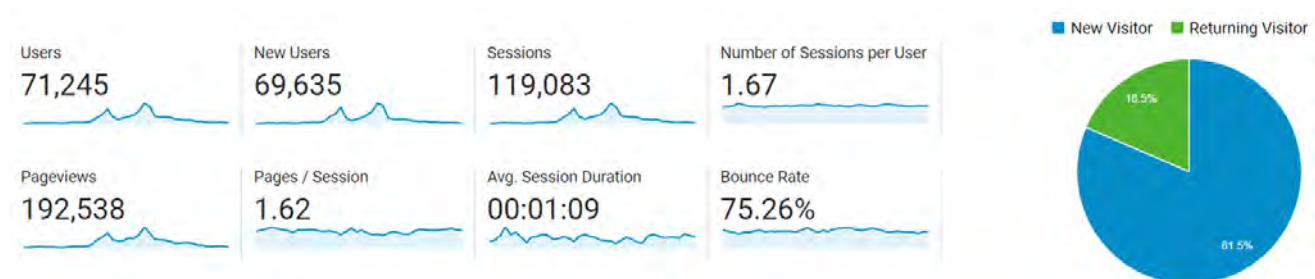 New Visitor Returning Visitor
Users
71,245
New Users
69,635
Sessions
119,083
Number of Sessions per User
1.67
Pageviews
192,538
Pages / Session
1.62
Avg. Session Duration
00:01:09
Bounce Rate
75.26%
18.5%
81.5%